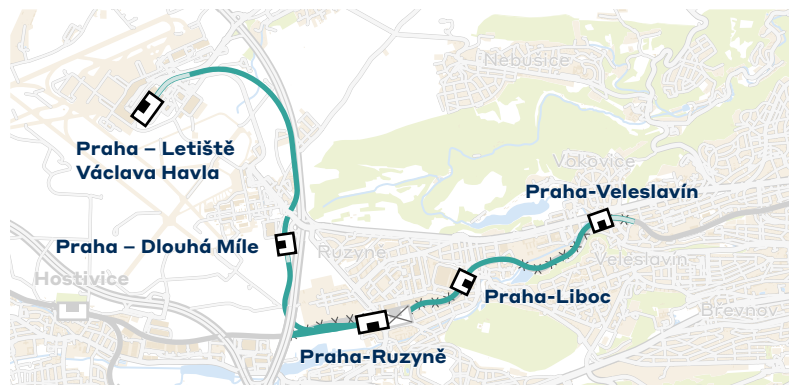 Nebušice
Praha – Letiště
Václava Havla
Vokovice
Praha-Veleslavín
Praha – Dlouhá Míle
Ruzyně
Veleslavín
Hostivice
Praha-Liboc
Břevnov
Praha-Ruzyně